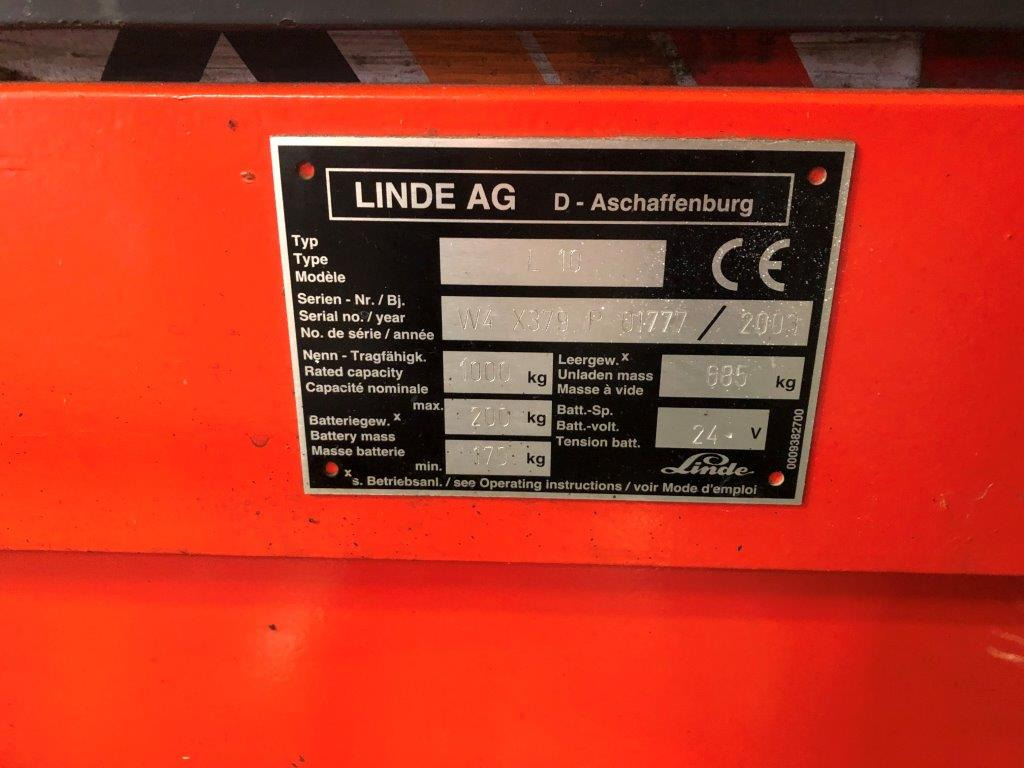 LINDE AG D - Aschaffenburg
Typ
Type
Modèle
L 10
CE
Serien - Nr. / Bj.
Serial no. / year
No. de série / année
W4 X379 P 01777 / 2003
Nenn - Tragfähigk.
Rated capacity
Capacité nominale
1000 kg
Leergew. x
Unladen mass
Masse à vide
685 kg
Batteriegew. x
Battery mass
Masse batterie
max. 200 kg
min. 175 kg
Batt.-Sp.
Batt.-volt.
Tension batt.
24 V
Linde
0009382700
x s. Betriebsanl. / see Operating instructions / voir Mode d'emploi